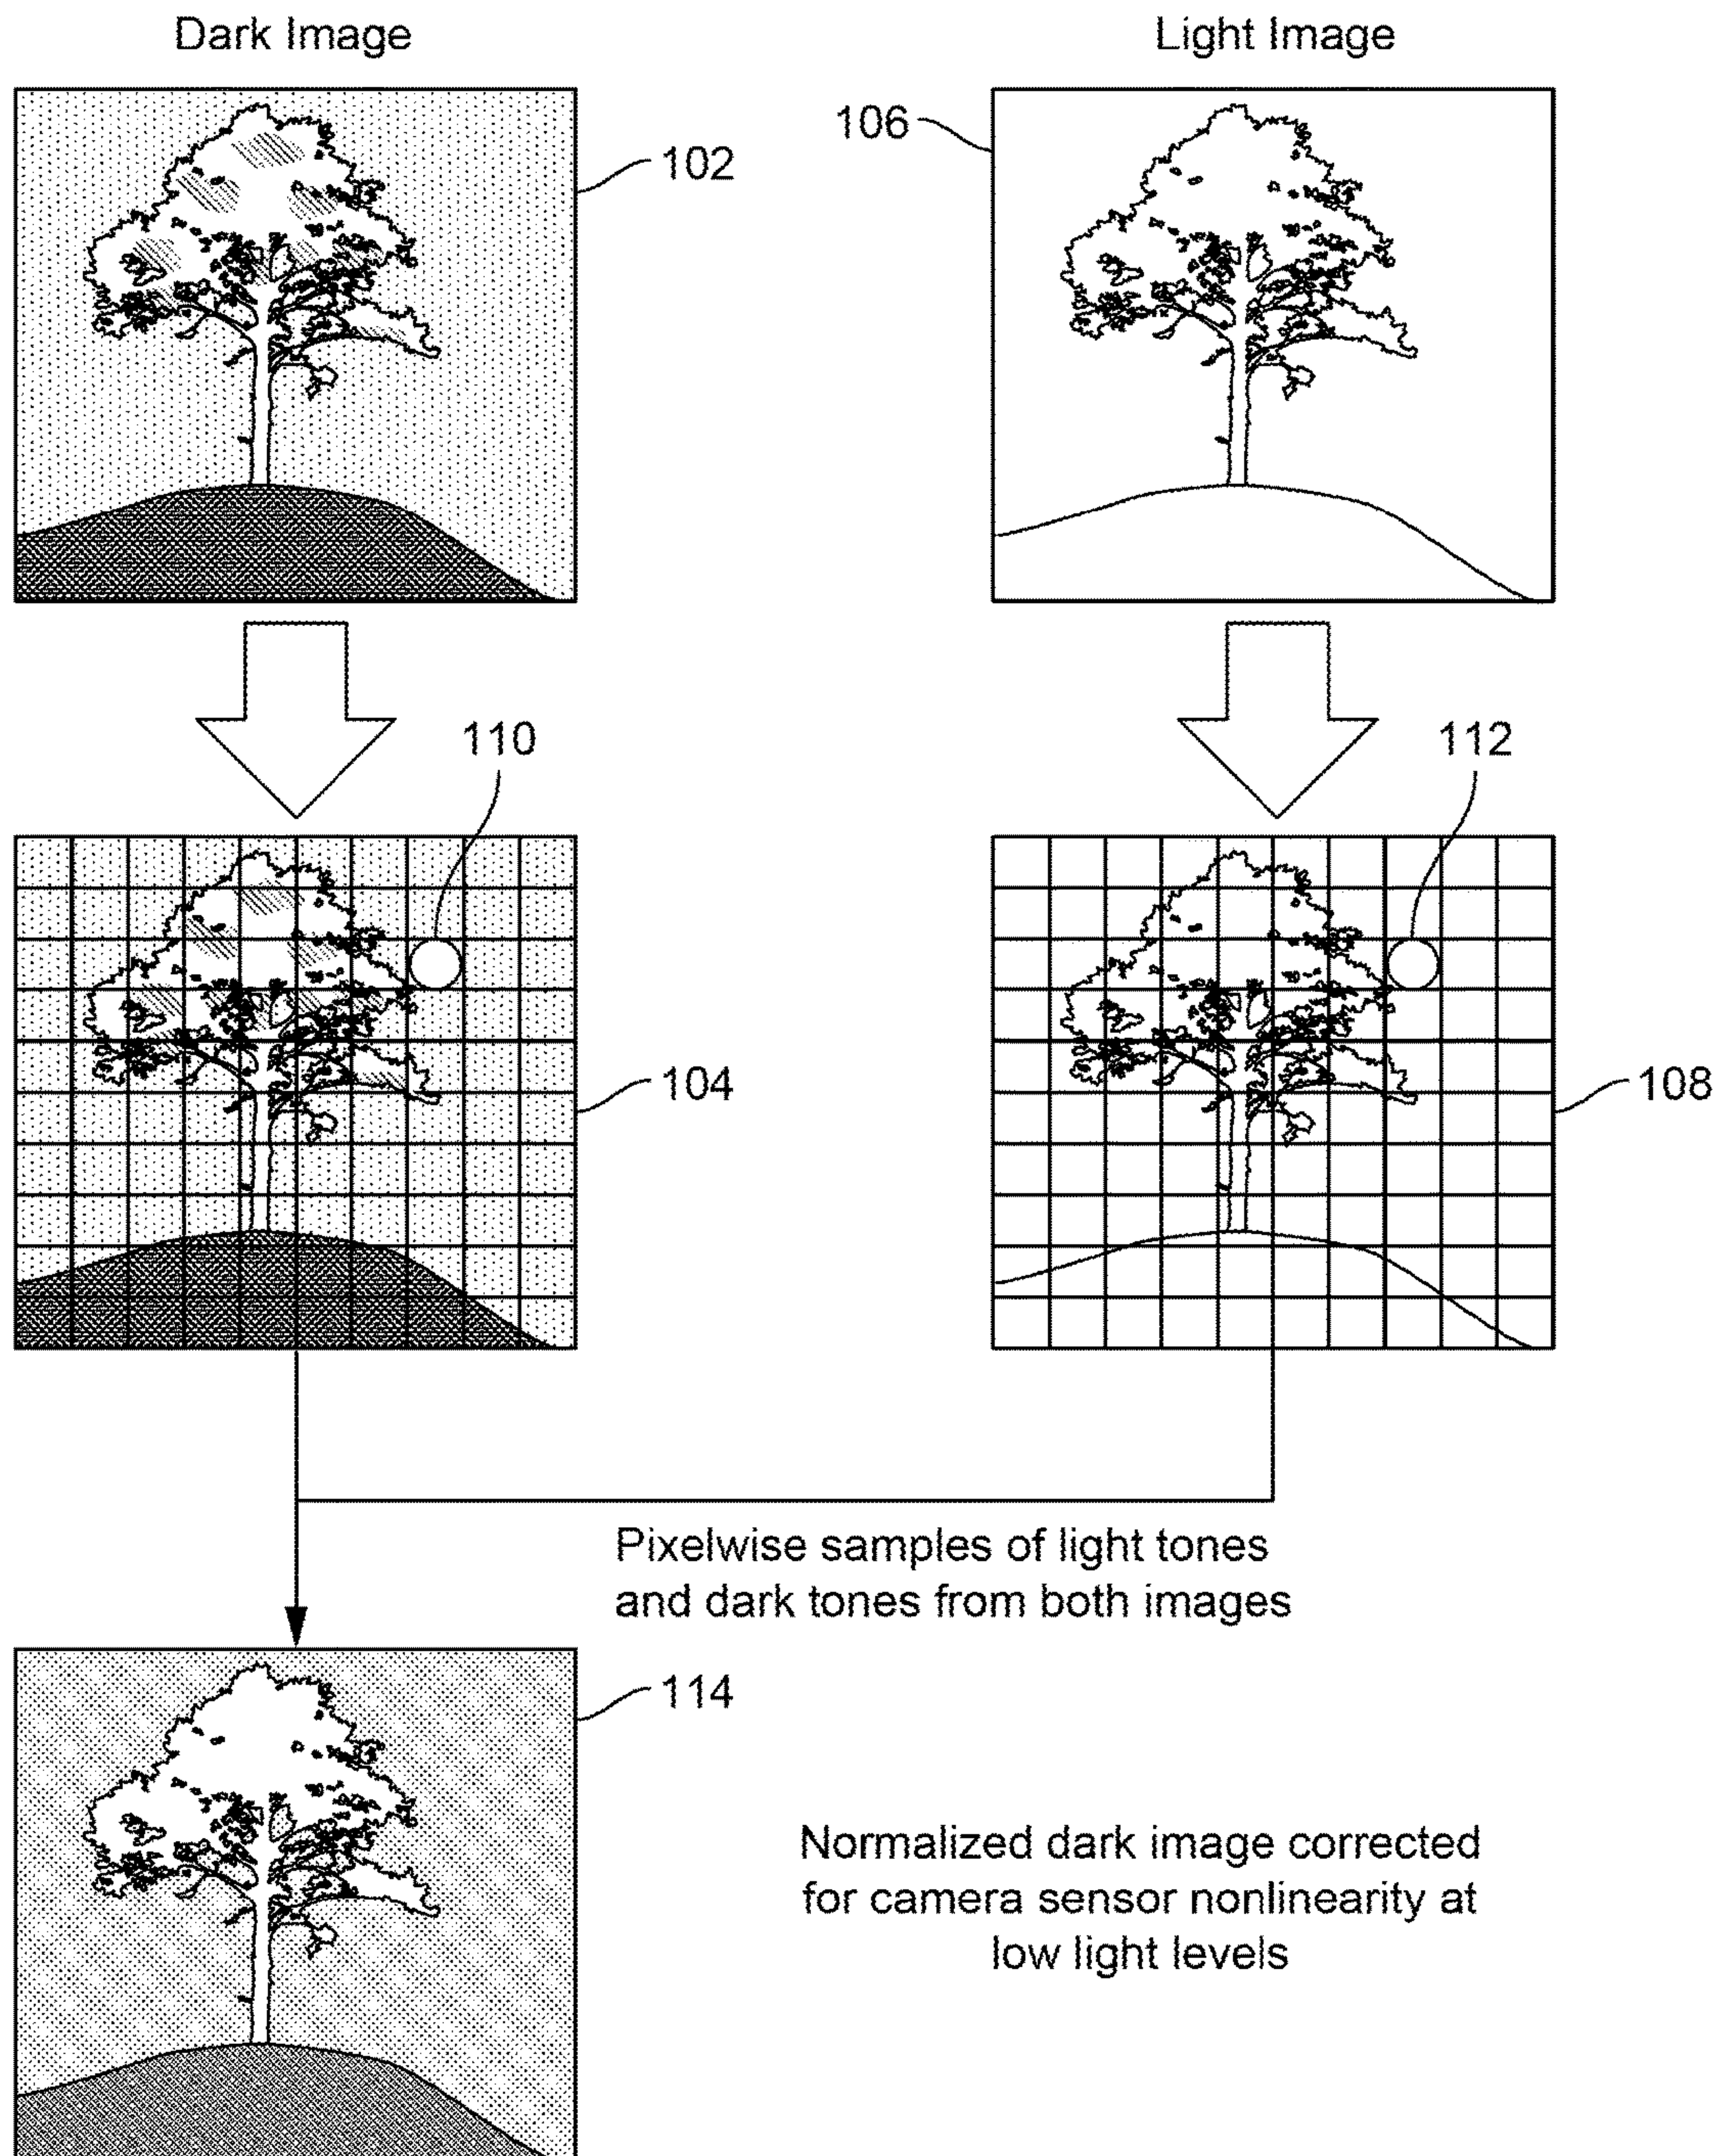 Dark Image
Light Image
102
106
110
112
104
108
Pixelwise samples of light tones
and dark tones from both images
114
Normalized dark image corrected
for camera sensor nonlinearity at
low light levels